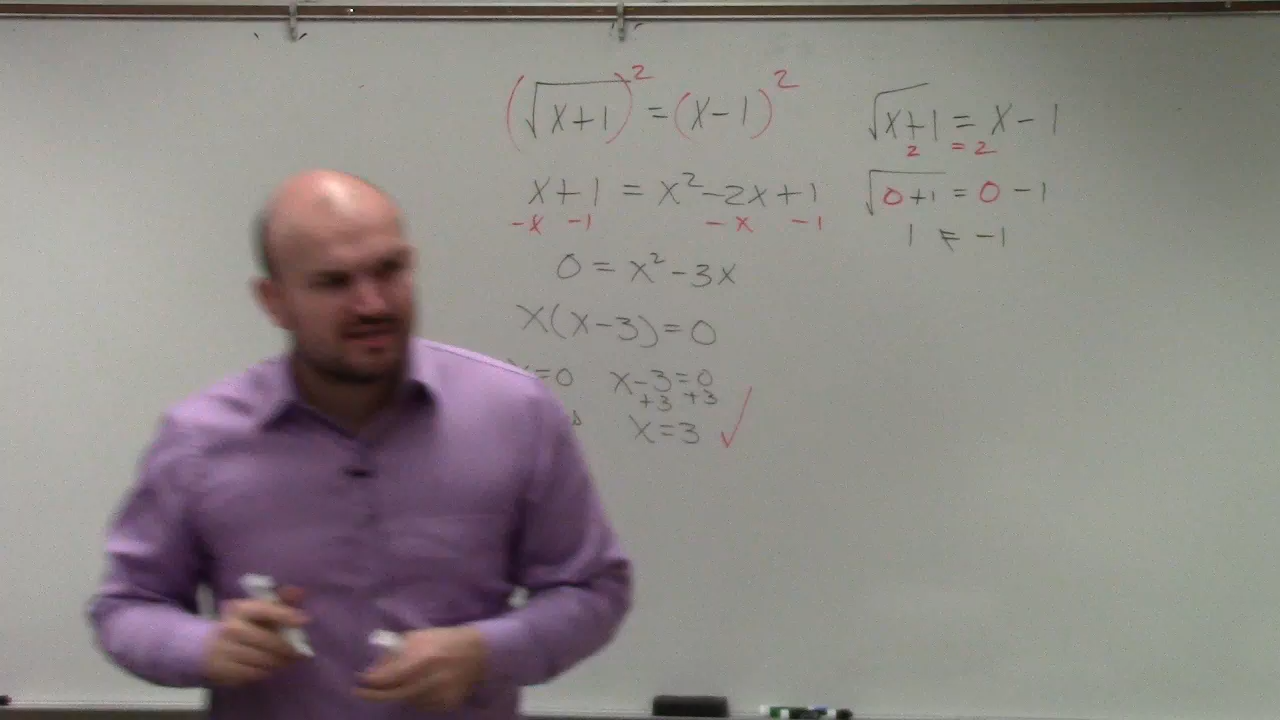 (√x+1)² = (x-1)²
x+1 = x²-2x+1
-x -1 -x -1
0 = x²-3x
x(x-3)=0
x=0 x-3=0
+3 +3
x=3 ✓
√x+1 = x-1
2 = 2
√0+1 = 0-1
1 ≠ -1